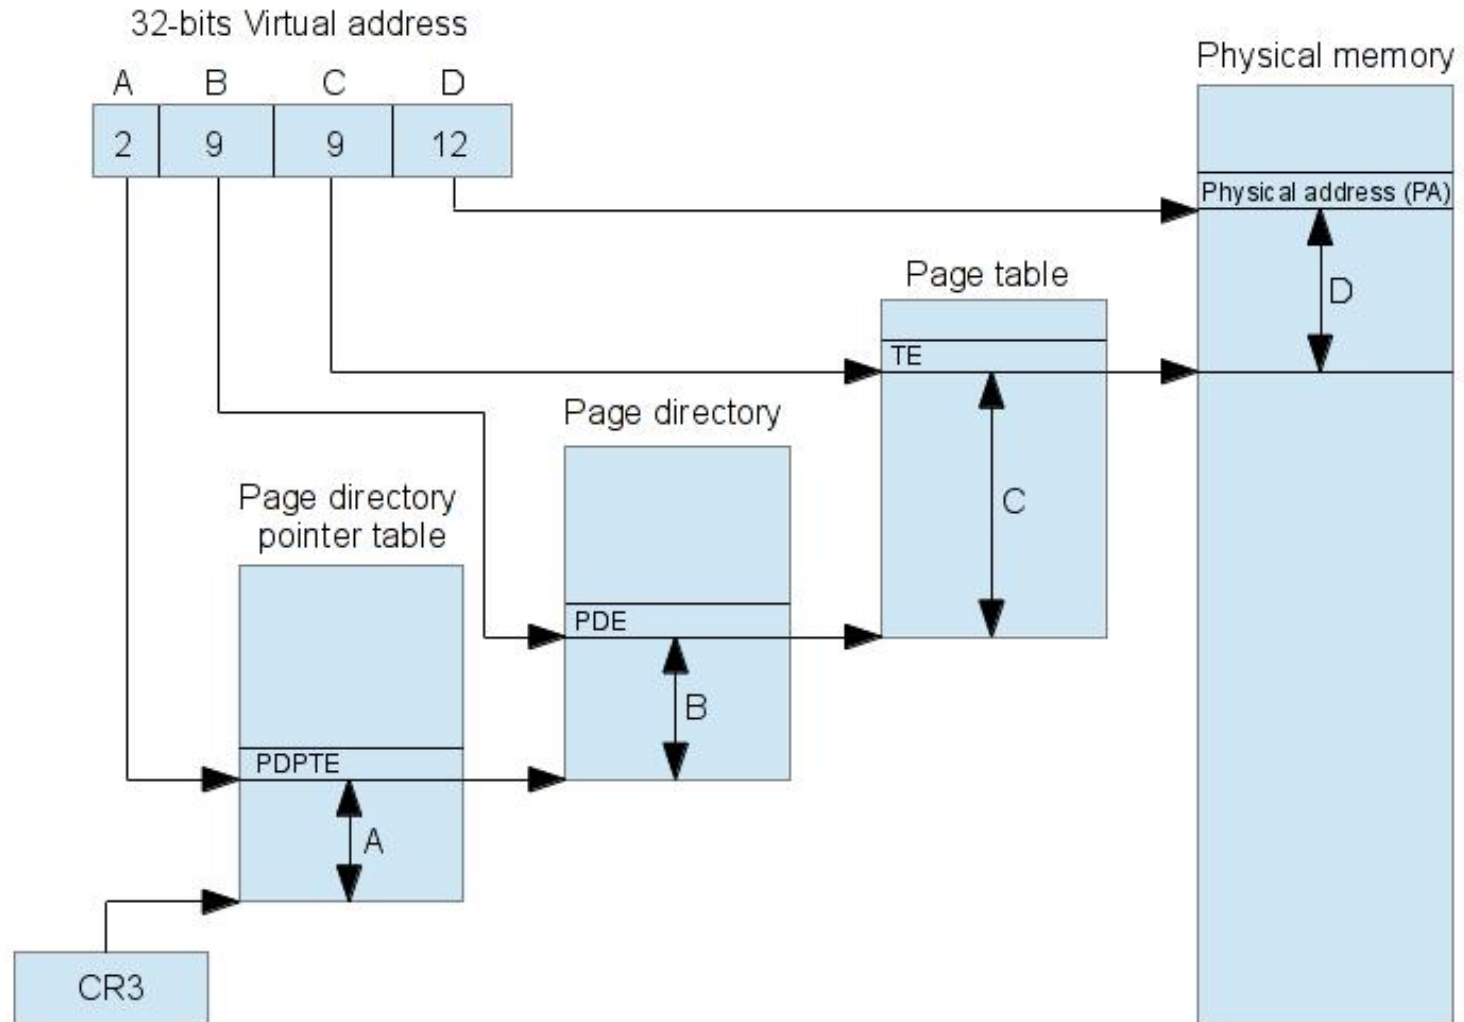 32-bits Virtual address
A B C D
2 9 9 12
Physical memory
Physical address (PA)
D
Page table
TE
C
Page directory
PDE
B
Page directory
pointer table
PDPTE
A
CR3